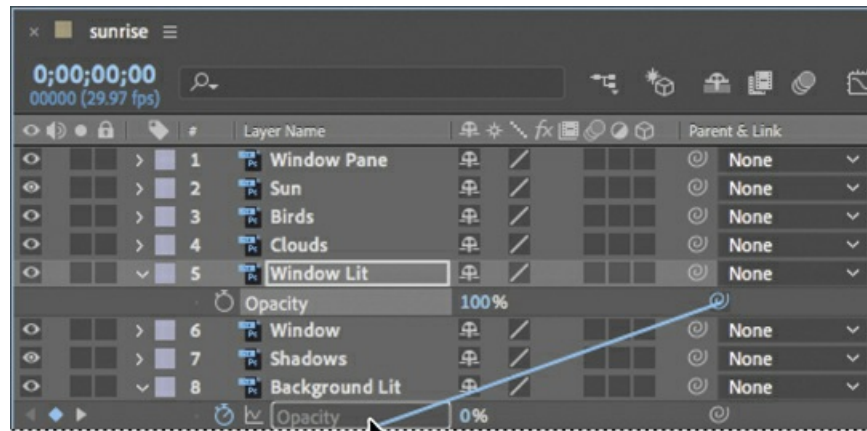 sunrise
0;00;00;00
00000 (29.97 fps)
# Layer Name fx Parent & Link
1 Window Pane None
2 Sun None
3 Birds None
4 Clouds None
5 Window Lit None
Opacity 100%
6 Window None
7 Shadows None
8 Background Lit None
Opacity 0%